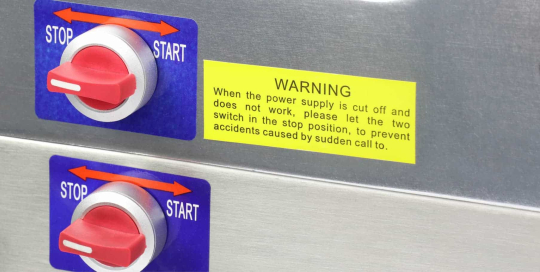 STOP
START
WARNING
When the power supply is cut off and
does not work, please let the two
switch in the stop position, to prevent
accidents caused by sudden call to.
STOP
START